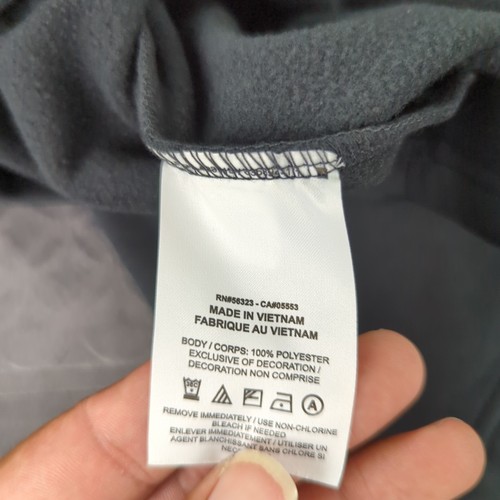 RN#56323 - CA#05553
MADE IN VIETNAM
FABRIQUE AU VIETNAM
BODY / CORPS: 100% POLYESTER
EXCLUSIVE OF DECORATION /
DECORATION NON COMPRISE
A
REMOVE IMMEDIATELY / USE NON-CHLORINE
BLEACH IF NEEDED
ENLEVER IMMEDIATEMENT / UTILISER UN
AGENT BLANCHISSANT SANS CHLORE SI